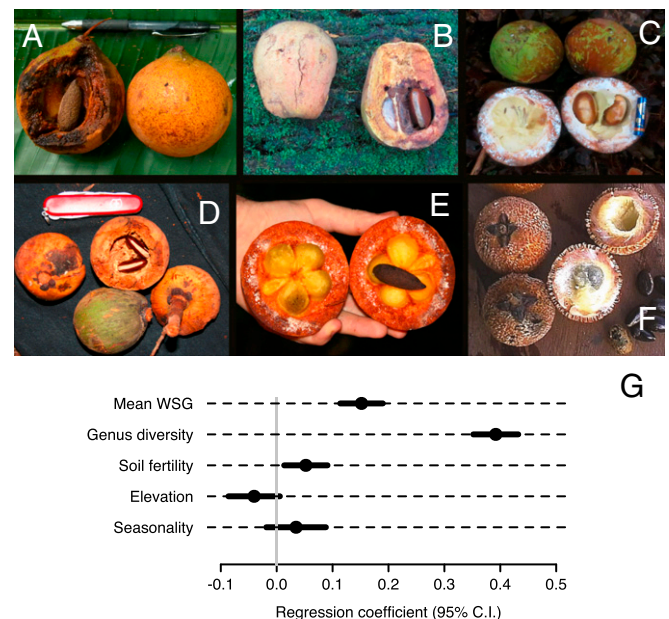 A
B
C
D
E
F
G
Mean WSG
Genus diversity
Soil fertility
Elevation
Seasonality
-0.1 0.0 0.1 0.2 0.3 0.4 0.5
Regression coefficient (95% C.I.)